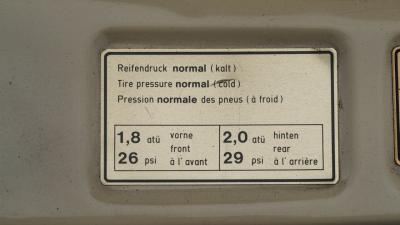 Reifendruck normal (kalt)
Tire pressure normal (cold)
Pression normale des pneus (à froid)
1,8 atü vorne 2,0 atü hinten
front rear
26 psi à l'avant 29 psi à l'arrière